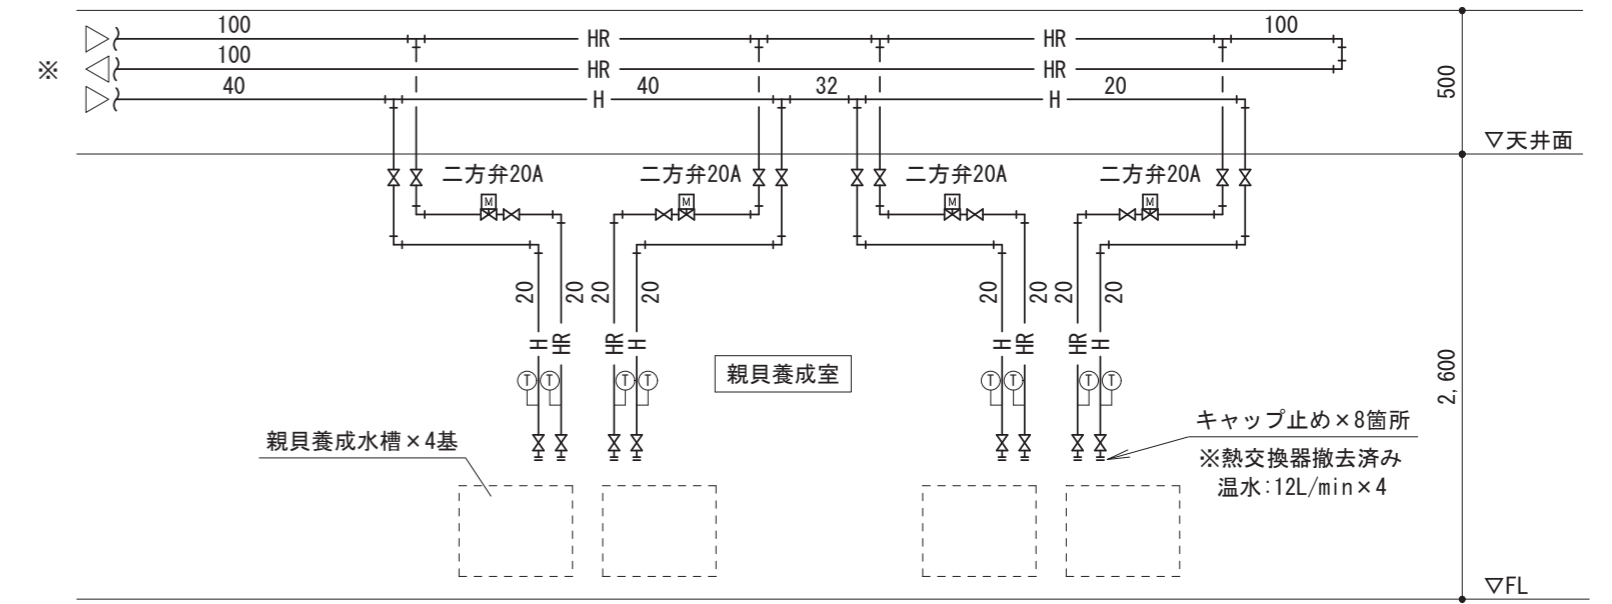 100 HR HR 100
※ 100 HR HR
40 H 40 32 H 20
500
▽天井面
二方弁20A 二方弁20A 二方弁20A 二方弁20A
M M M M
20 20 20 20 20 20 20 20
H HR HR H H HR HR H
親貝養成室
T T T T T T T T
2,600
親貝養成水槽×4基
キャップ止め×8箇所
※熱交換器撤去済み
温水:12L/min×4
▽FL